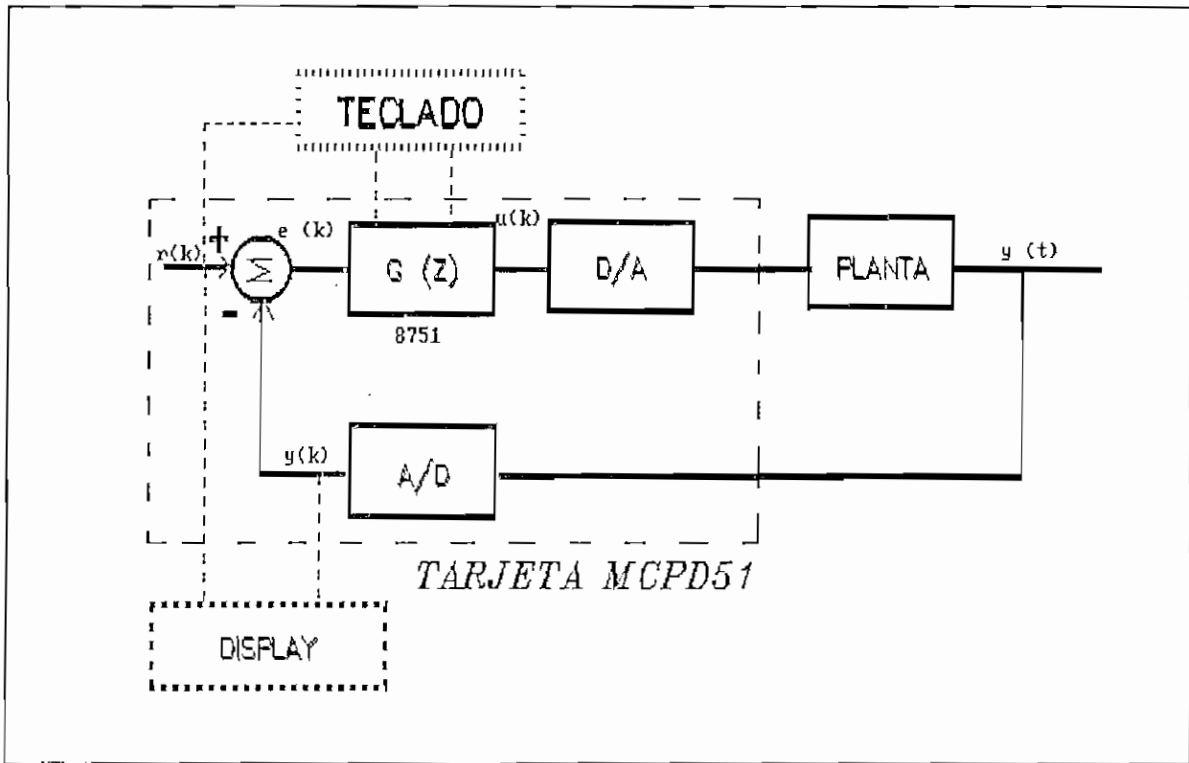 TECLADO
r(k)
+
e (k)
Σ
-
G (Z)
8751
u(k)
D/A
PLANTA
y (t)
y(k)
A/D
TARJETA MCPD51
DISPLAY